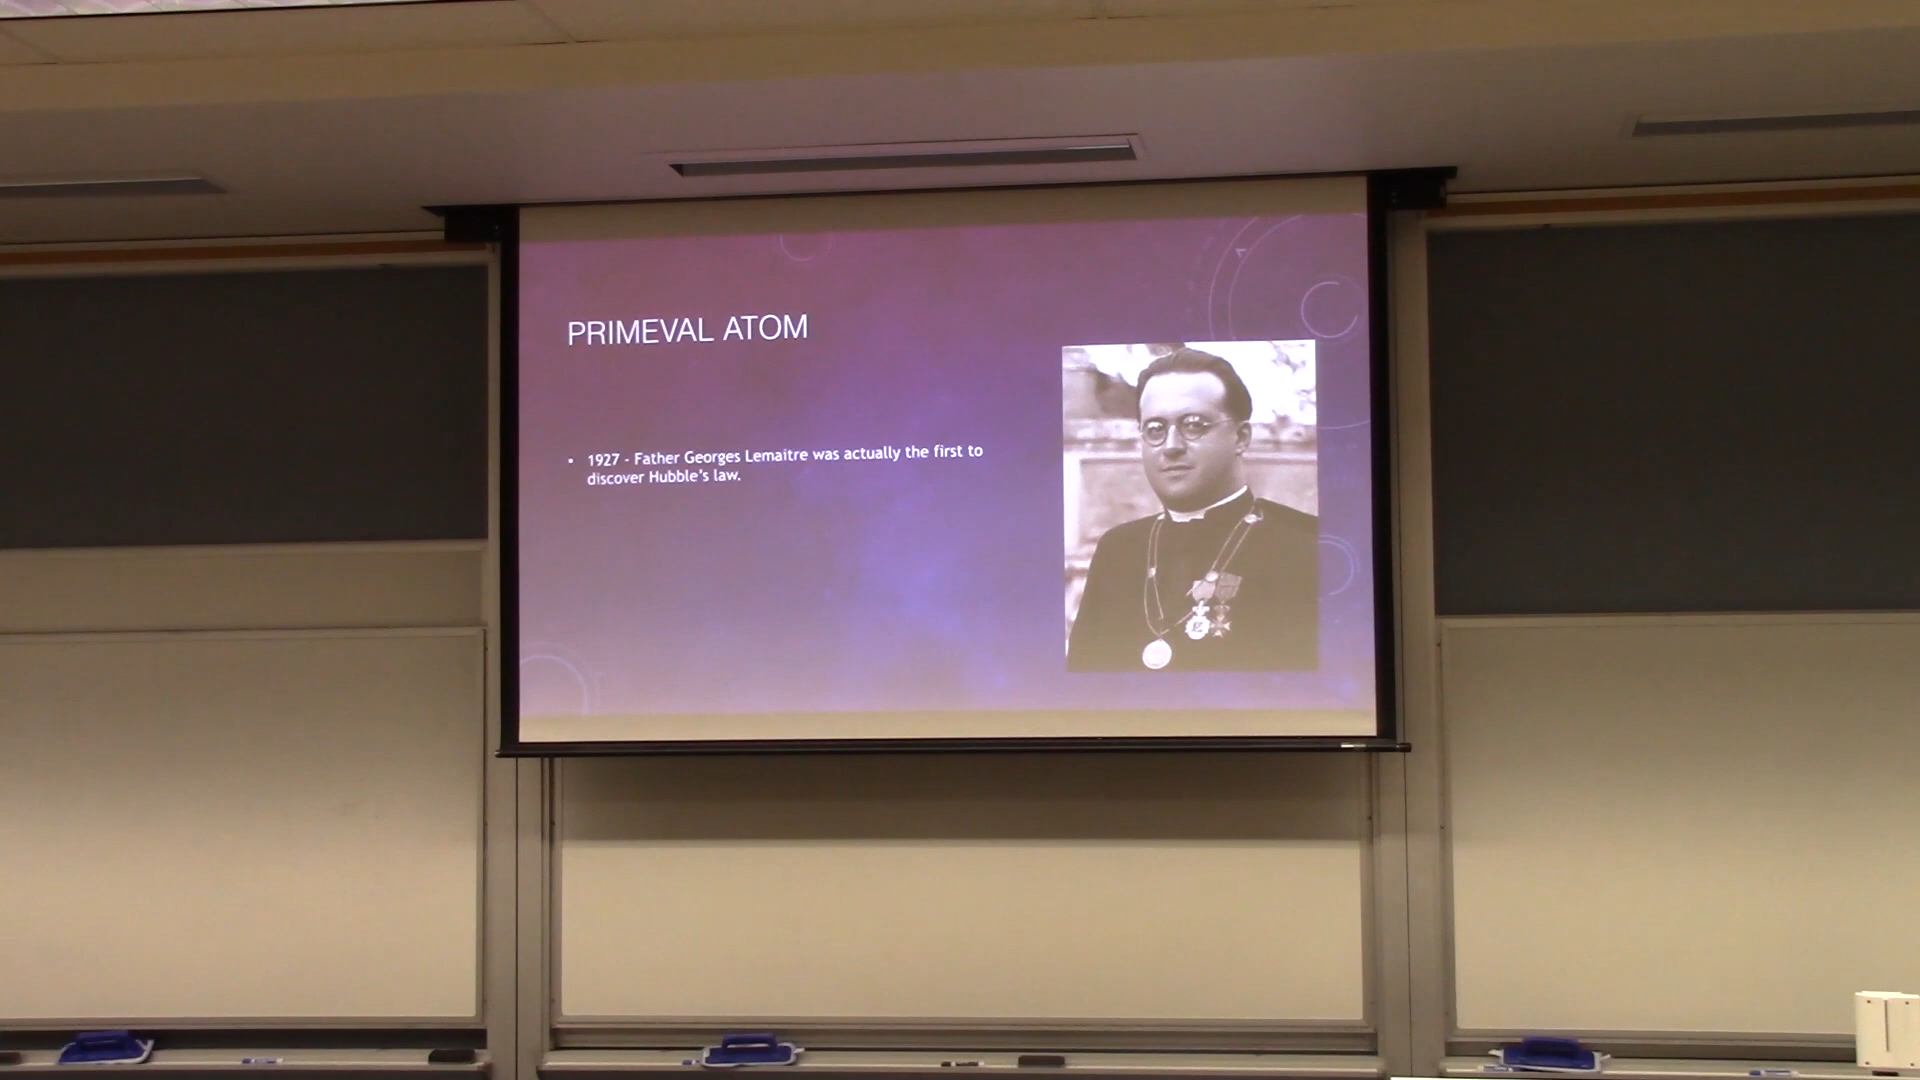 PRIMEVAL ATOM
• 1927 - Father Georges Lemaitre was actually the first to
discover Hubble's law.